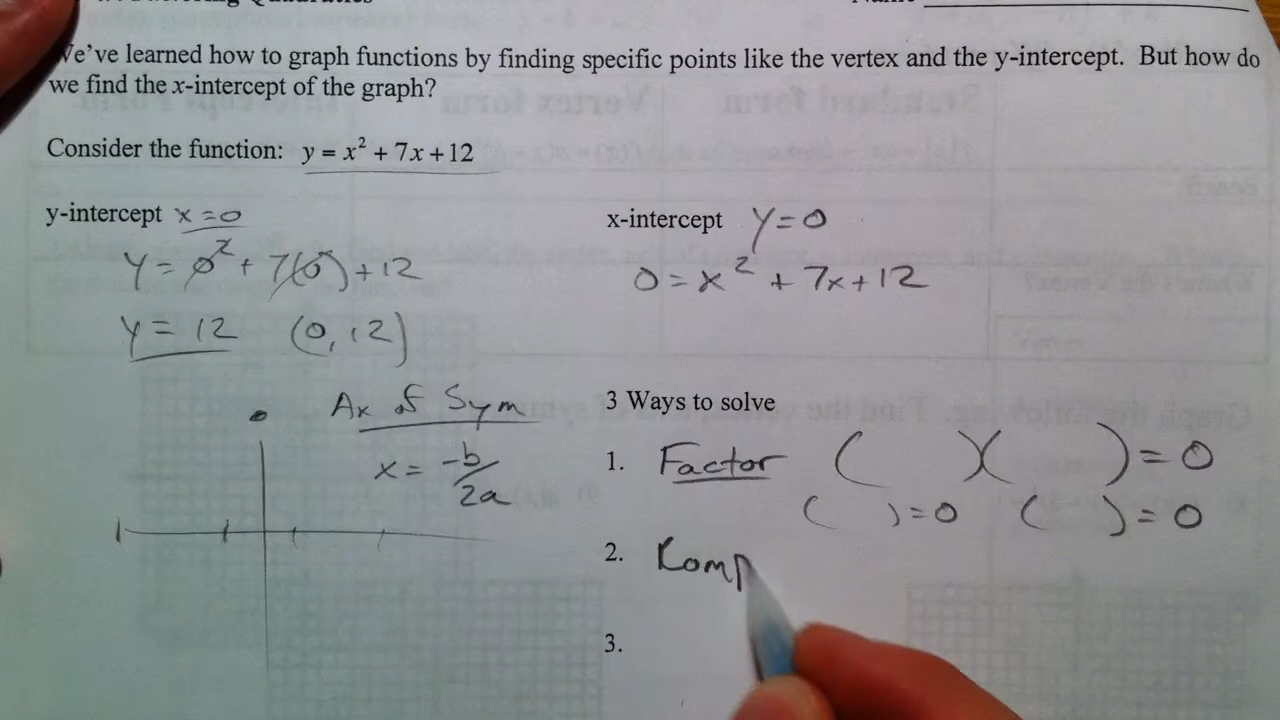 We've learned how to graph functions by finding specific points like the vertex and the y-intercept. But how do
we find the x-intercept of the graph?
Consider the function: y = x² + 7x + 12
y-intercept x = 0
y = 0² + 7(0) + 12
y = 12 (0, 12)
Ax of Sym
x = -b/2a
x-intercept y = 0
0 = x² + 7x + 12
3 Ways to solve
1. Factor ( )( ) = 0
( ) = 0 ( ) = 0
2. Comp
3.